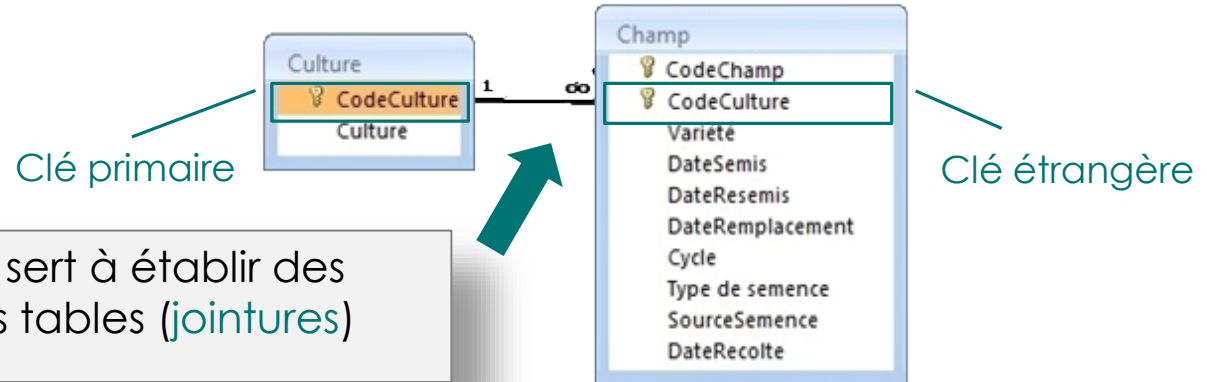 Culture
CodeCulture
Culture
1
∞
Champ
CodeChamp
CodeCulture
Variété
DateSemis
DateResemis
DateRemplacement
Cycle
Type de semence
SourceSemence
DateRecolte
Clé primaire
Clé étrangère
sert à établir des
s tables (jointures)